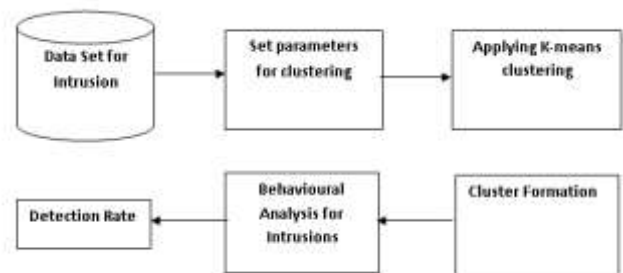 Data Set for
Intrusion
Set parameters
for clustering
Applying K-means
clustering
Detection Rate
Behavioural
Analysis for
Intrusions
Cluster Formation